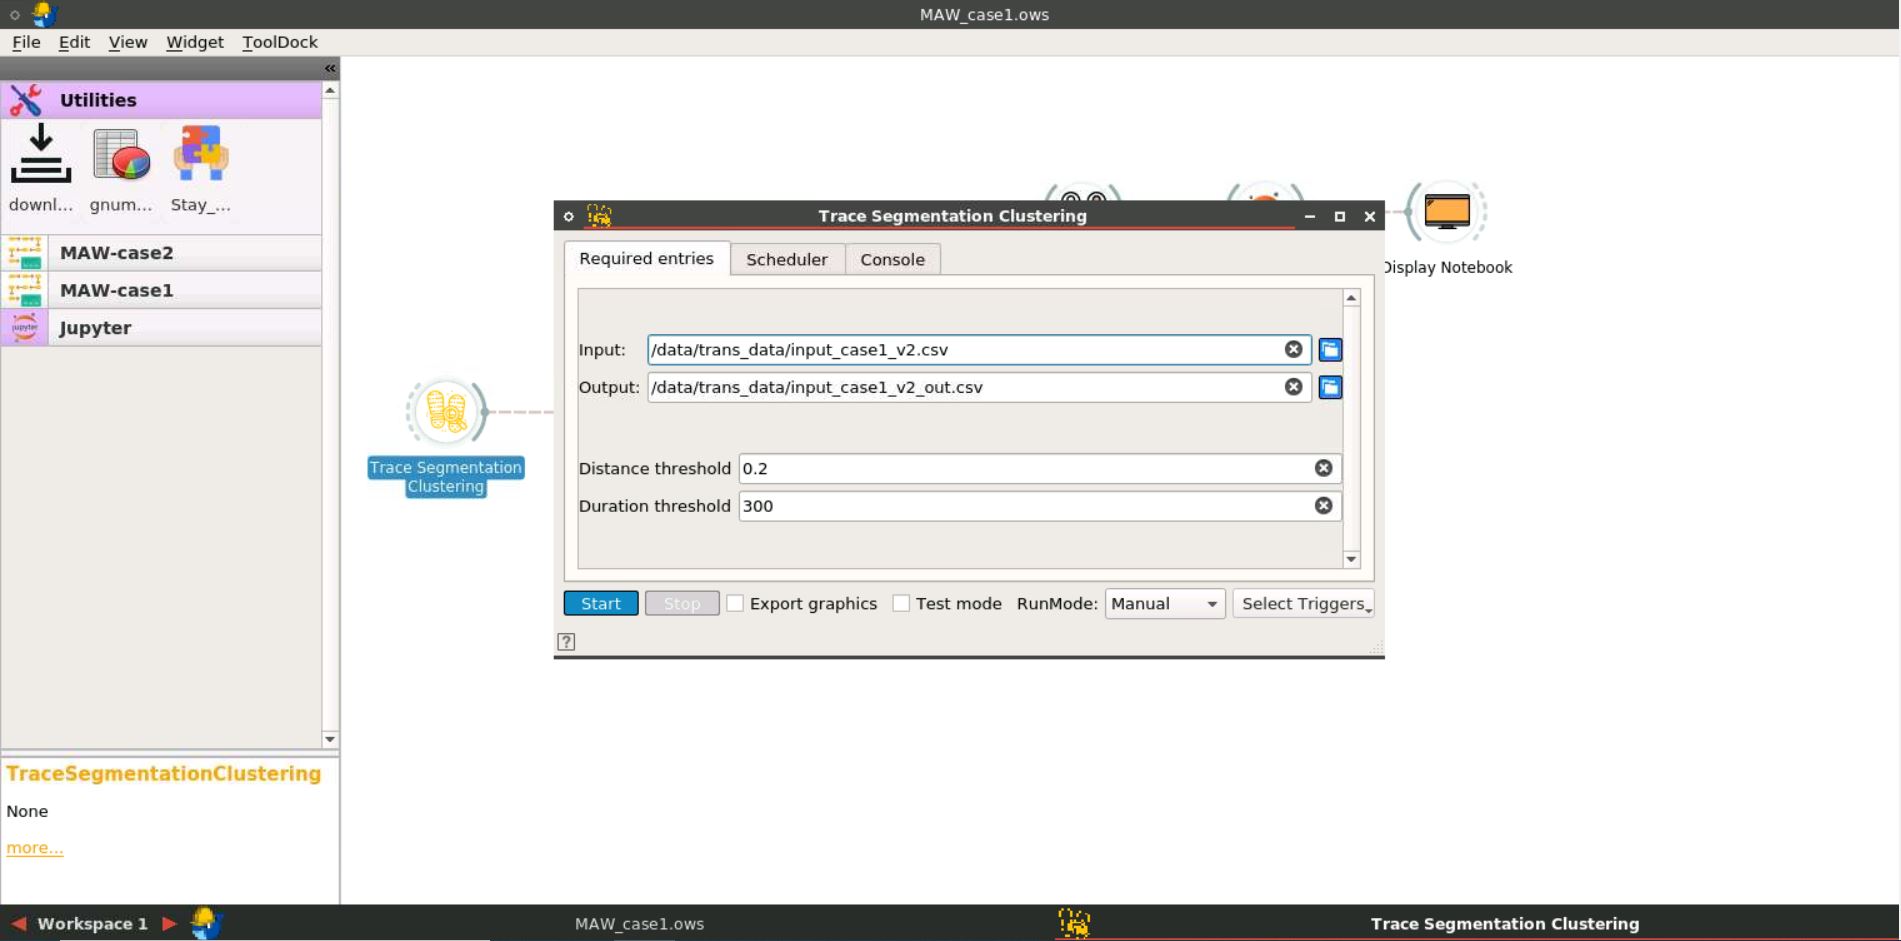 MAW_case1.ows
File Edit View Widget ToolDock
«
Utilities
downl... gnum... Stay_...
MAW-case2
MAW-case1
jupyter Jupyter
Trace Segmentation Clustering
Required entries Scheduler Console
Input: /data/trans_data/input_case1_v2.csv
Output: /data/trans_data/input_case1_v2_out.csv
Distance threshold 0.2
Duration threshold 300
Start Stop Export graphics Test mode RunMode: Manual Select Triggers
?
Display Notebook
Trace Segmentation
Clustering
TraceSegmentationClustering
None
more...
Workspace 1 MAW_case1.ows Trace Segmentation Clustering